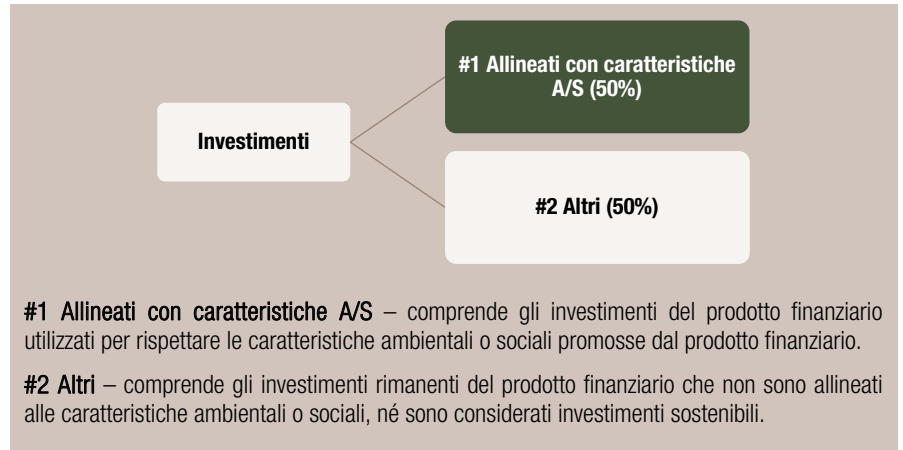 #1 Allineati con caratteristiche
A/S (50%)
Investimenti
#2 Altri (50%)
#1 Allineati con caratteristiche A/S – comprende gli investimenti del prodotto finanziario
utilizzati per rispettare le caratteristiche ambientali o sociali promosse dal prodotto finanziario.
#2 Altri – comprende gli investimenti rimanenti del prodotto finanziario che non sono allineati
alle caratteristiche ambientali o sociali, né sono considerati investimenti sostenibili.